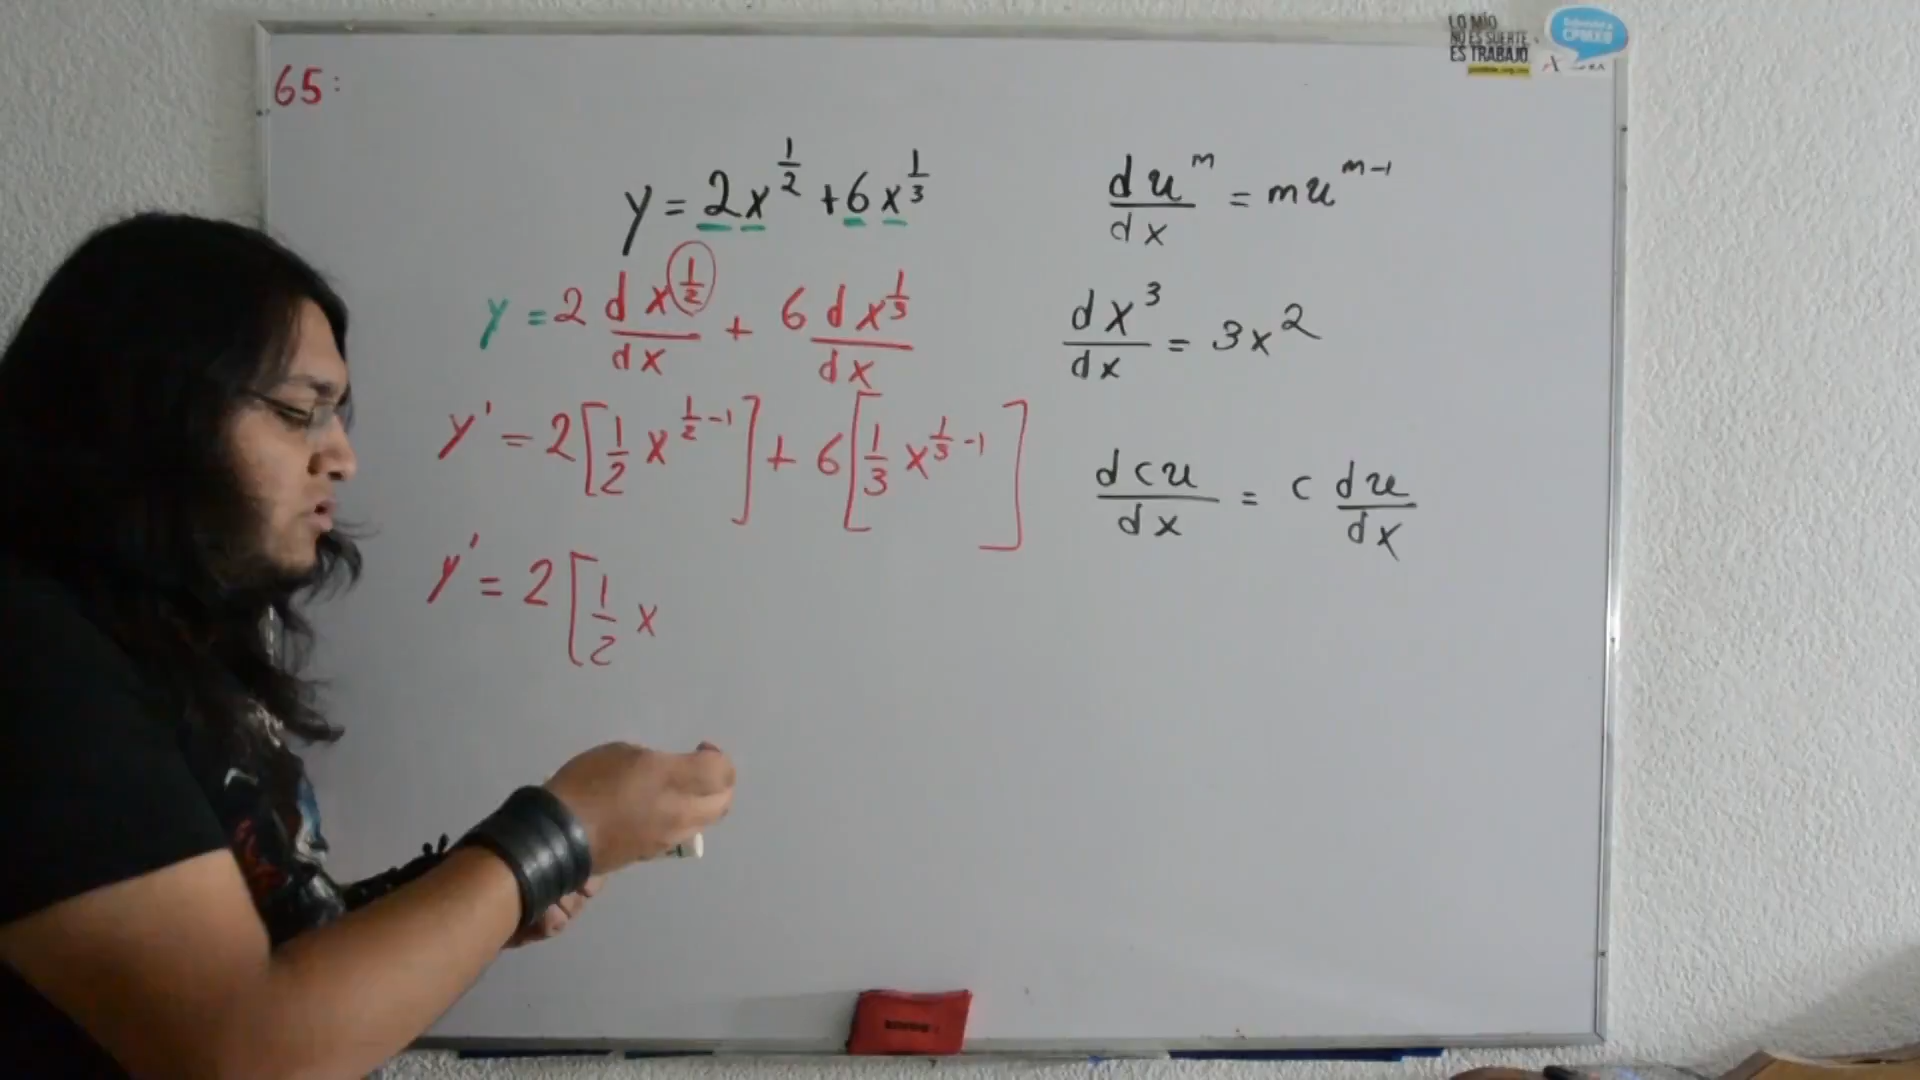 65:
y = 2x^{1/2} + 6x^{1/3}
y = 2 dx^{1/2}/dx + 6 dx^{1/3}/dx
y' = 2[1/2 x^{1/2 - 1}] + 6[1/3 x^{1/3 - 1}]
y' = 2[1/2 x
du^m/dx = mu^{m-1}
dx^3/dx = 3x^2
dcu/dx = c du/dx
LO MÍO
NO ES SUERTE,
ES TRABAJO